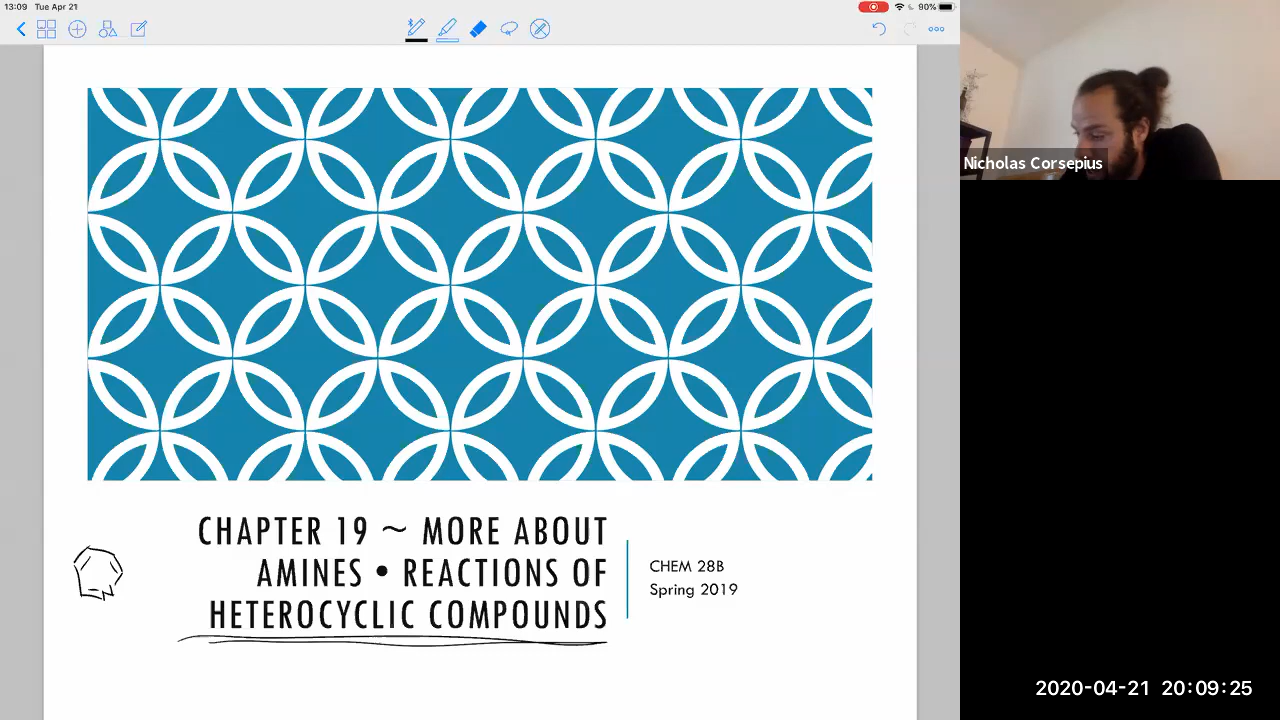 13:09 Tue Apr 21
90%
CHAPTER 19 ~ MORE ABOUT
AMINES • REACTIONS OF
HETEROCYCLIC COMPOUNDS
CHEM 28B
Spring 2019
Nicholas Corsepius
2020-04-21 20:09:25